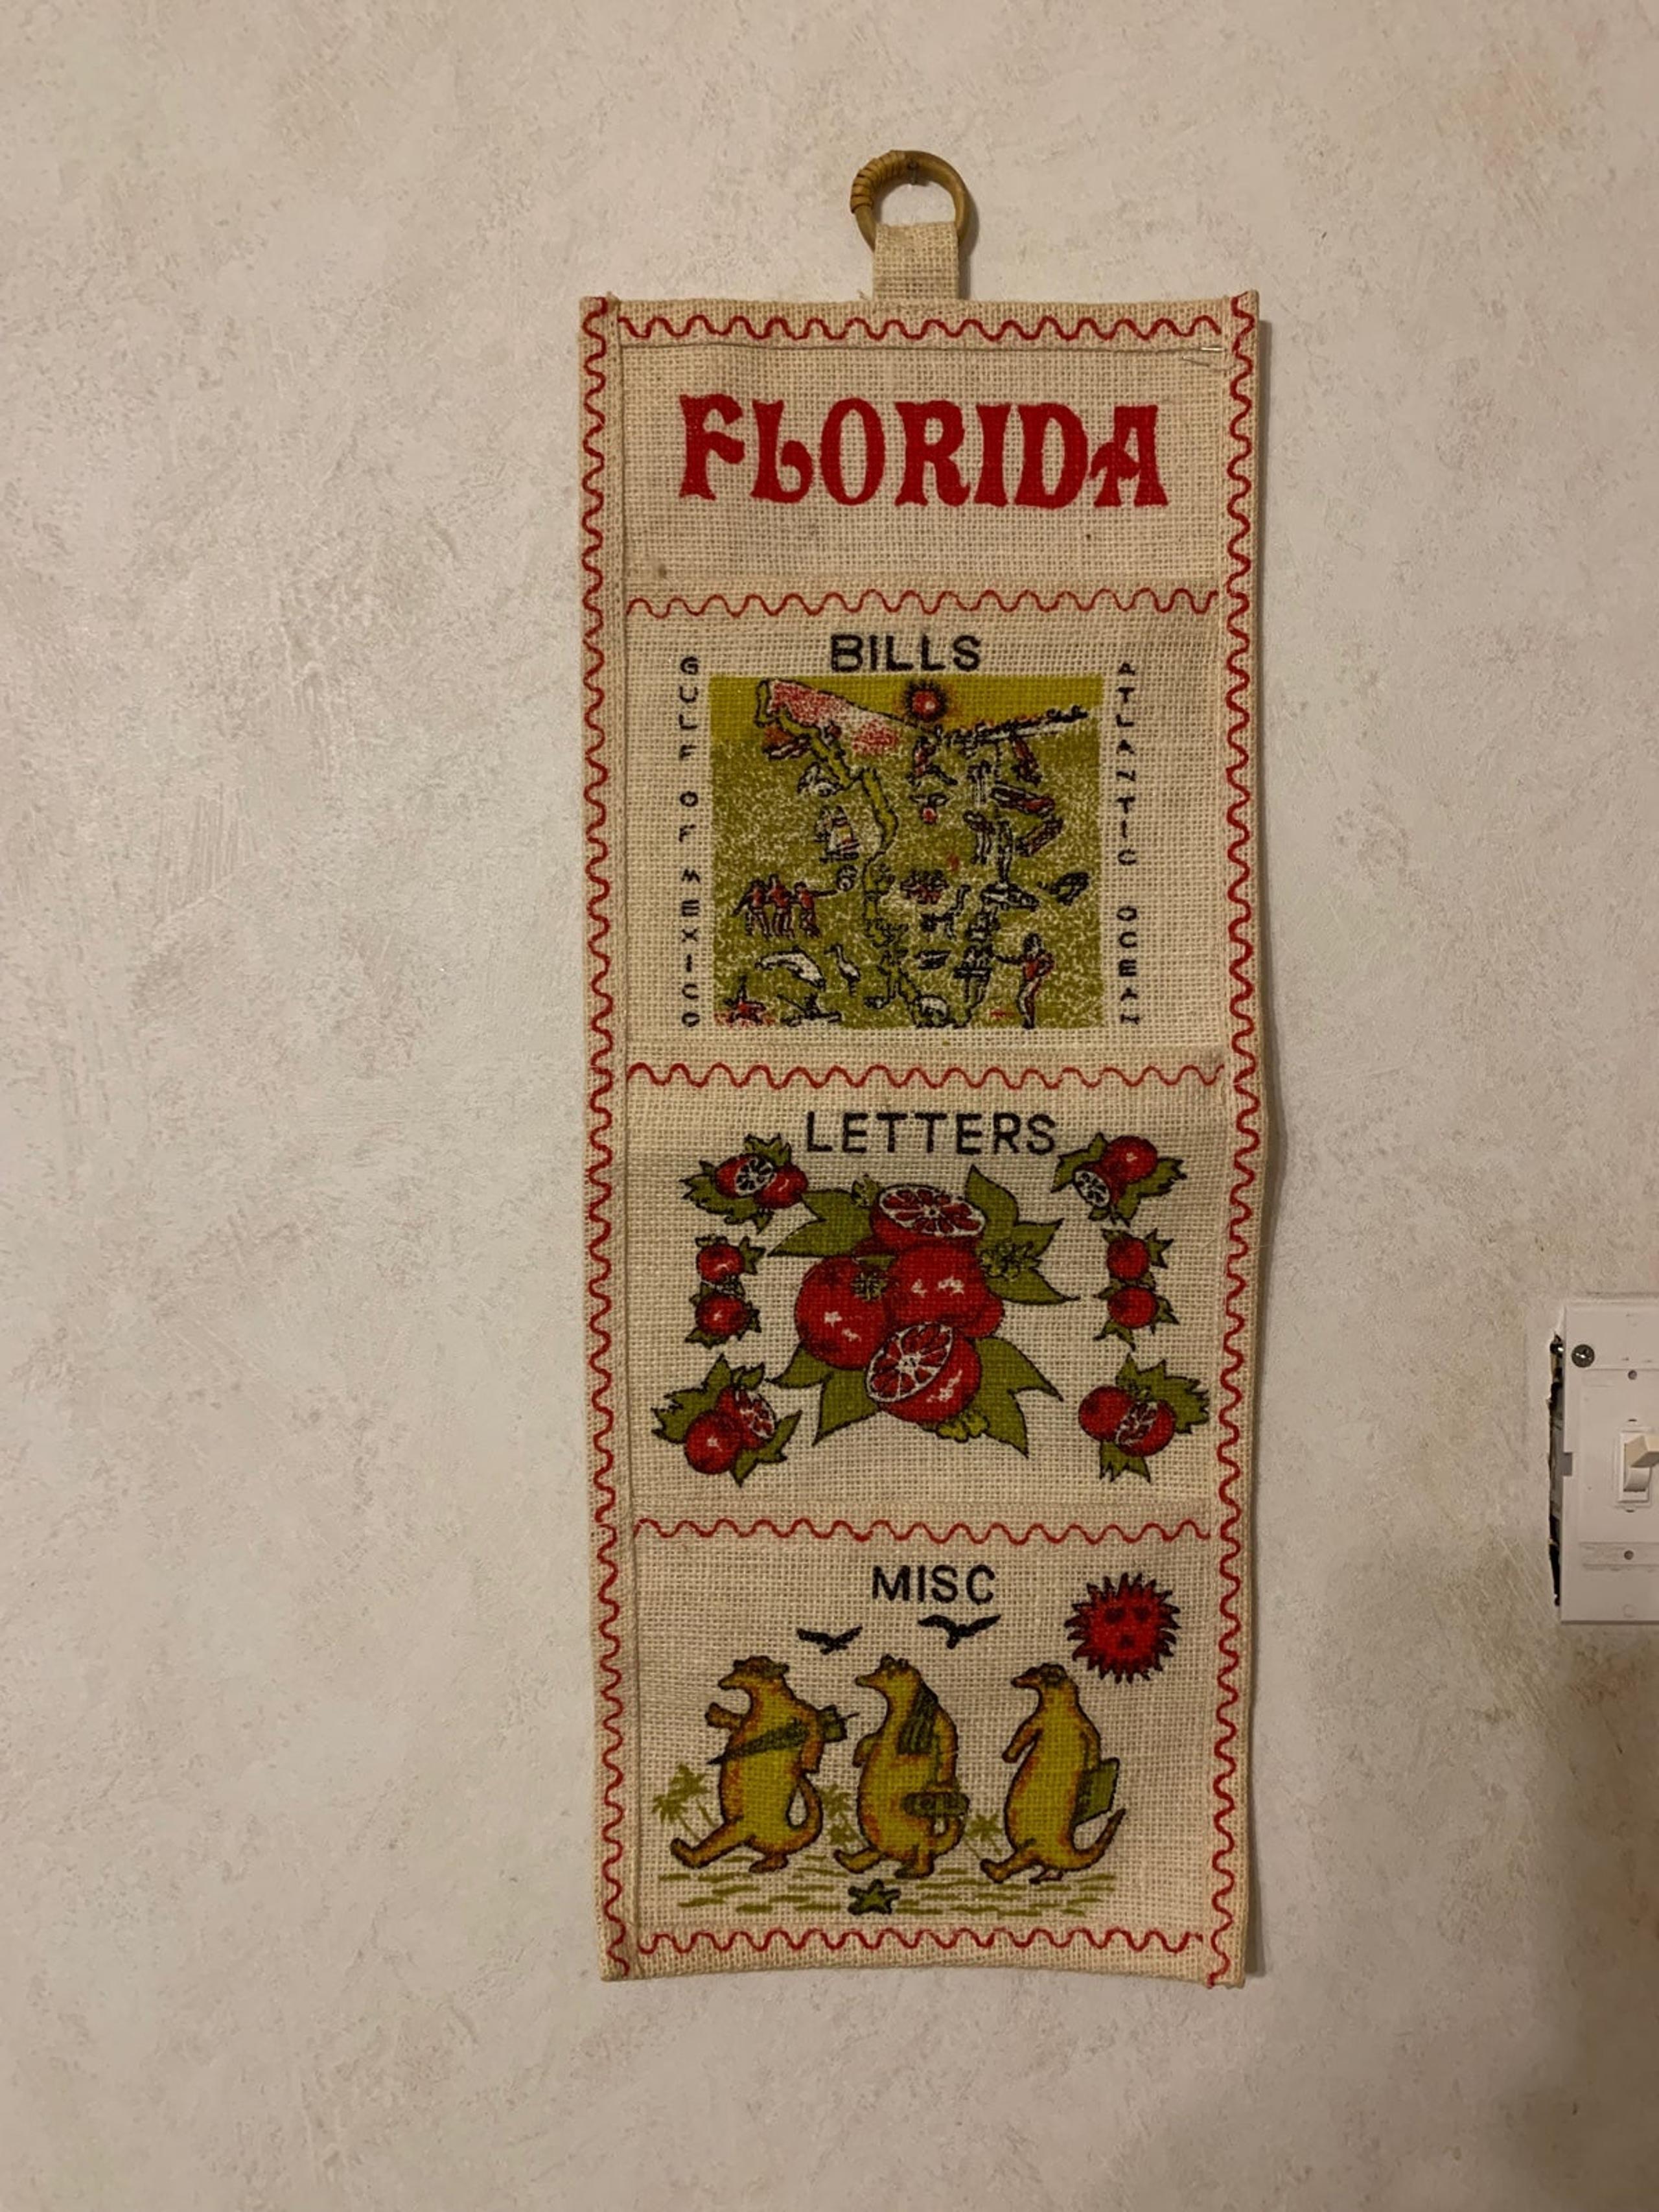 FLORIDA
BILLS
GULF OF MEXICO
ATLANTIC OCEAN
LETTERS
MISC